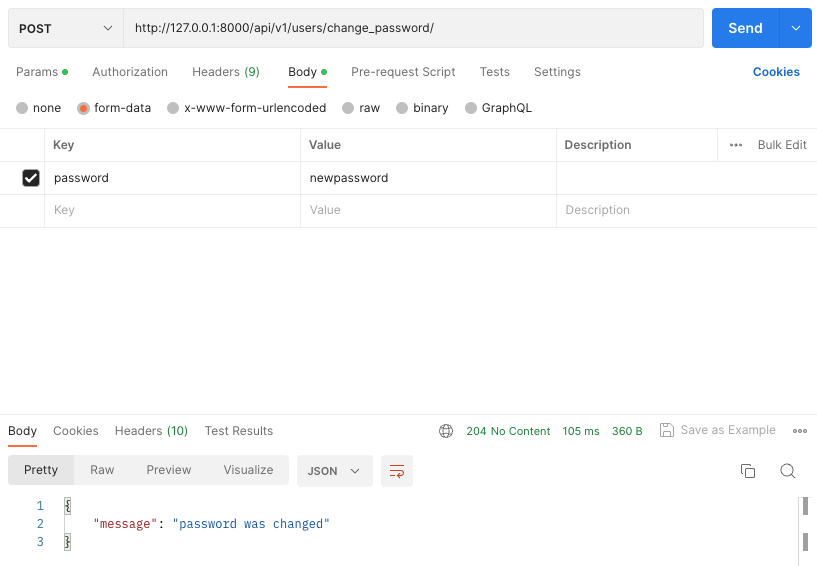 POST http://127.0.0.1:8000/api/v1/users/change_password/ Send
Params Authorization Headers (9) Body Pre-request Script Tests Settings Cookies
none form-data x-www-form-urlencoded raw binary GraphQL
Key Value Description Bulk Edit
password newpassword
Key Value Description
Body Cookies Headers (10) Test Results 204 No Content 105 ms 360 B Save as Example
Pretty Raw Preview Visualize JSON
1 {
2 "message": "password was changed"
3 }